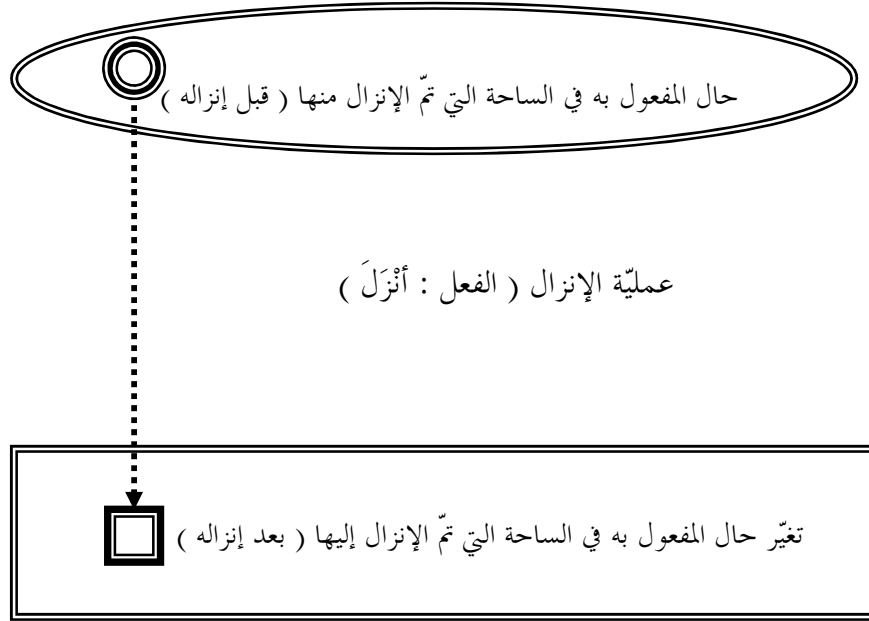 حال المفعول به في الساحة التي تمّ الإنزال منها ( قبل إنزاله )
عمليّة الإنزال ( الفعل : أنْزَلَ )
تغيّر حال المفعول به في الساحة التي تمّ الإنزال إليها ( بعد إنزاله )